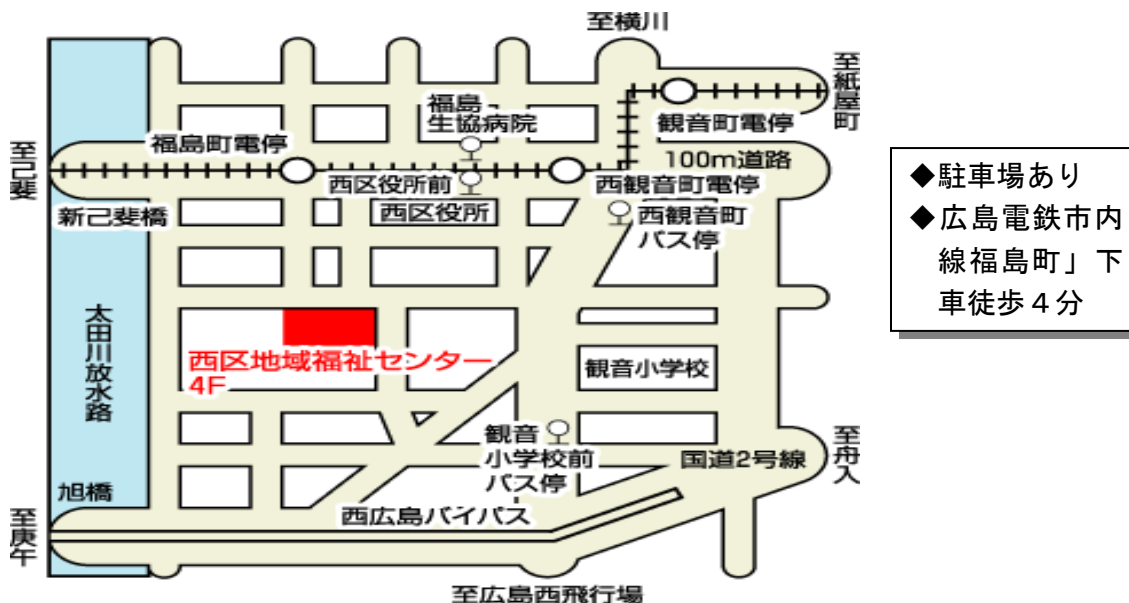 至横川
至紙屋町
福島
生協病院
観音町電停
福島町電停
100m道路
至己斐
西区役所前
西観音町電停
新己斐橋
西区役所
西観音町
バス停
太田川放水路
西区地域福祉センター
4F
観音小学校
観音
小学校前
バス停
国道2号線
至舟入
旭橋
西広島バイパス
至庚午
至広島西飛行場
◆駐車場あり
◆広島電鉄市内
線福島町」下
車徒歩４分